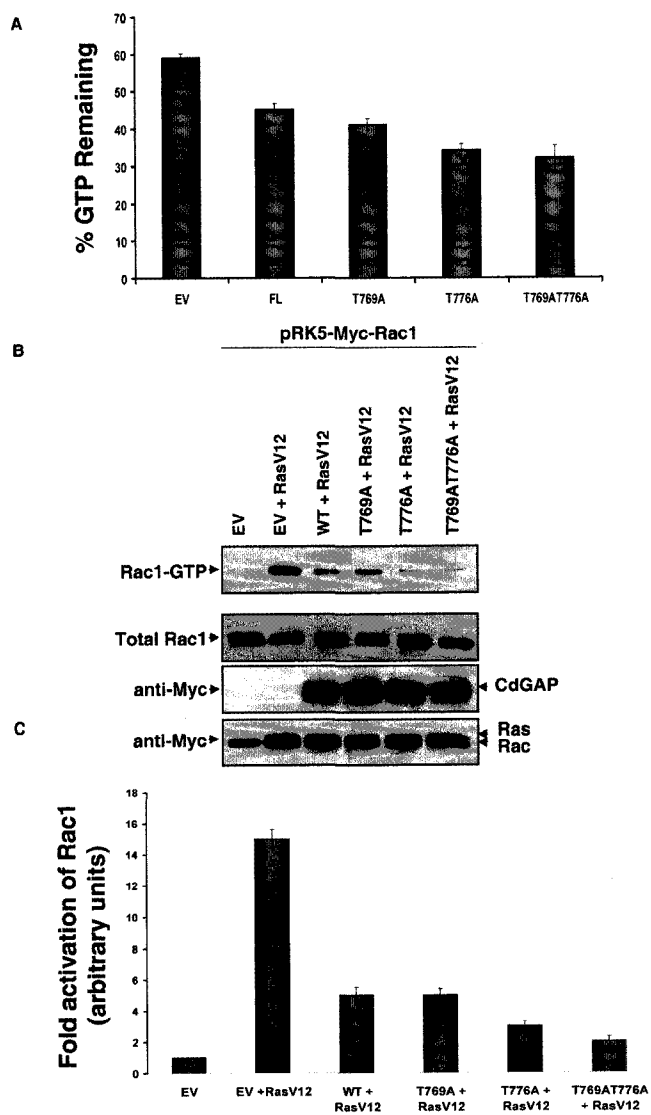 A
% GTP Remaining
70
60
50
40
30
20
10
0
EV FL T769A T776A T769AT776A
pRK5-Myc-Rac1
B
EV
EV + RasV12
WT + RasV12
T769A + RasV12
T776A + RasV12
T769AT776A + RasV12
Rac1-GTP
Total Rac1
anti-Myc
CdGAP
C
anti-Myc
Ras
Rac
Fold activation of Rac1
(arbitrary units)
18
16
14
12
10
8
6
4
2
0
EV EV +RasV12 WT + T769A + T776A + T769AT776A
RasV12 RasV12 RasV12 + RasV12